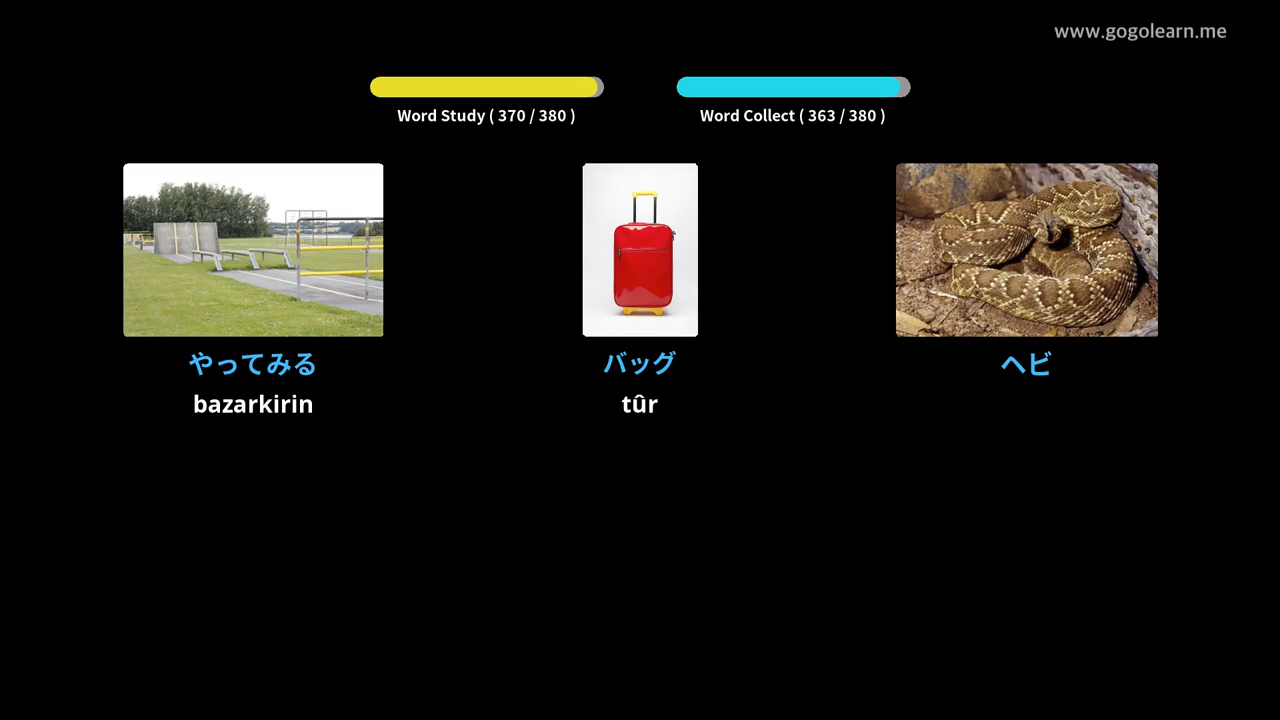 www.gogolearn.me
Word Study ( 370 / 380 )
Word Collect ( 363 / 380 )
やってみる
バッグ
ヘビ
bazarkirin
tûr